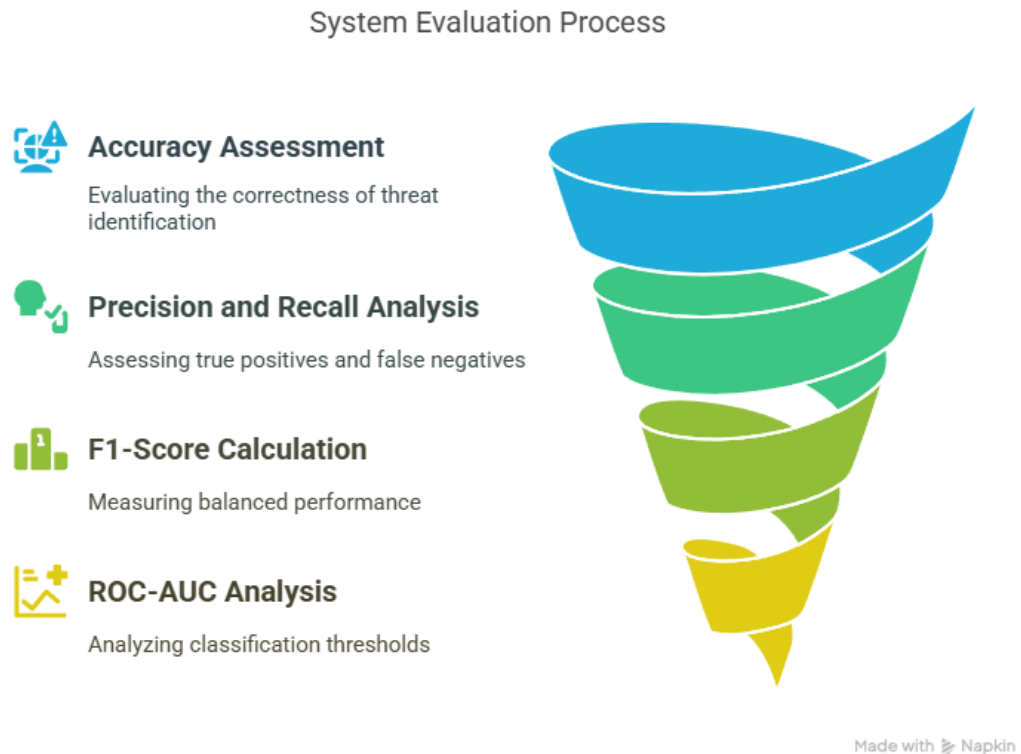 System Evaluation Process
Accuracy Assessment
Evaluating the correctness of threat
identification
Precision and Recall Analysis
Assessing true positives and false negatives
1
F1-Score Calculation
Measuring balanced performance
ROC-AUC Analysis
Analyzing classification thresholds
Made with Napkin